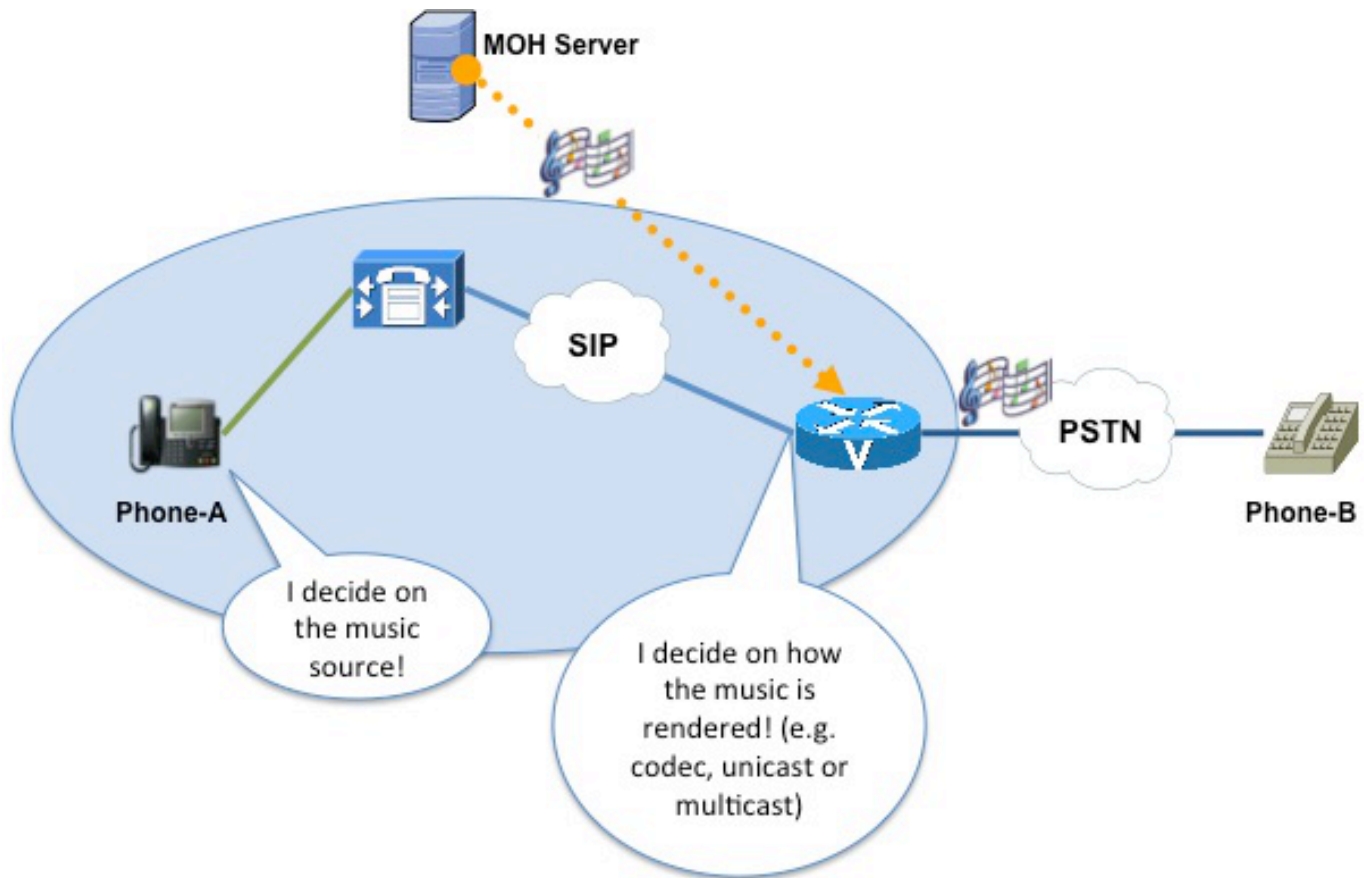 MOH Server
SIP
PSTN
V
Phone-A
Phone-B
I decide on
the music
source!
I decide on how
the music is
rendered! (e.g.
codec, unicast or
multicast)